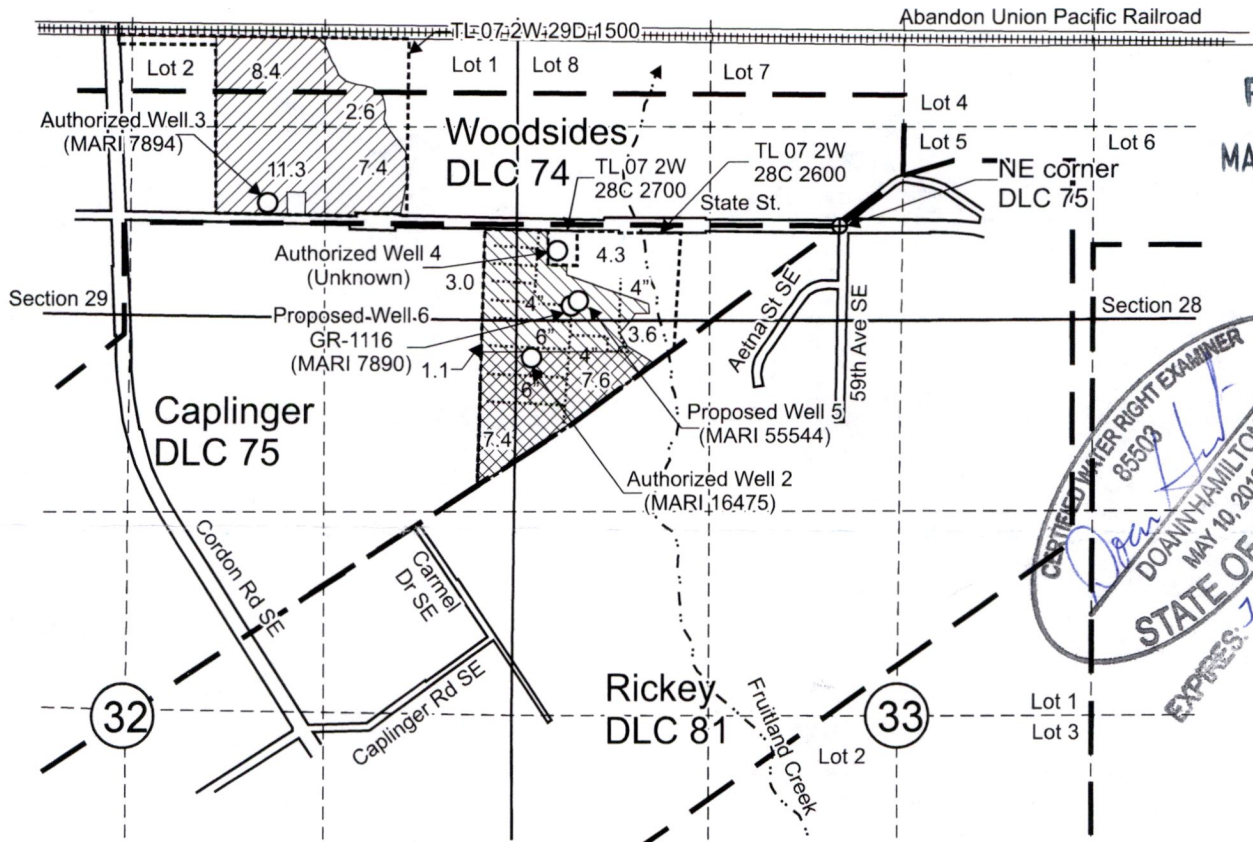 Abandon Union Pacific Railroad
TL 07 2W 29D 1500
Lot 2
8.4
Lot 1
Lot 8
Lot 7
Lot 4
Lot 5
Lot 6
MA
Authorized Well 3
(MARI 7894)
2.6
11.3
7.4
Woodsides
DLC 74
TL 07 2W
28C 2700
TL 07 2W
28C 2600
State St.
NE corner
DLC 75
Authorized Well 4
(Unknown)
4.3
3.0
4"
4"
Section 29
Section 28
Proposed Well 6
GR-1116
(MARI 7890)
6"
3.6
4"
1.1
6"
7.6
7.4
Aetna St SE
59th Ave SE
Proposed Well 5
(MARI 55544)
Caplinger
DLC 75
Authorized Well 2
(MARI 16475)
Cordon Rd SE
Carmel
Dr SE
Caplinger Rd SE
Rickey
DLC 81
Fruitland Creek
32
33
Lot 1
Lot 3
Lot 2
CERTIFIED WATER RIGHT EXAMINER
85503
DOANN HAMILTON
MAY 10, 201
STATE OF
EXPIRES: